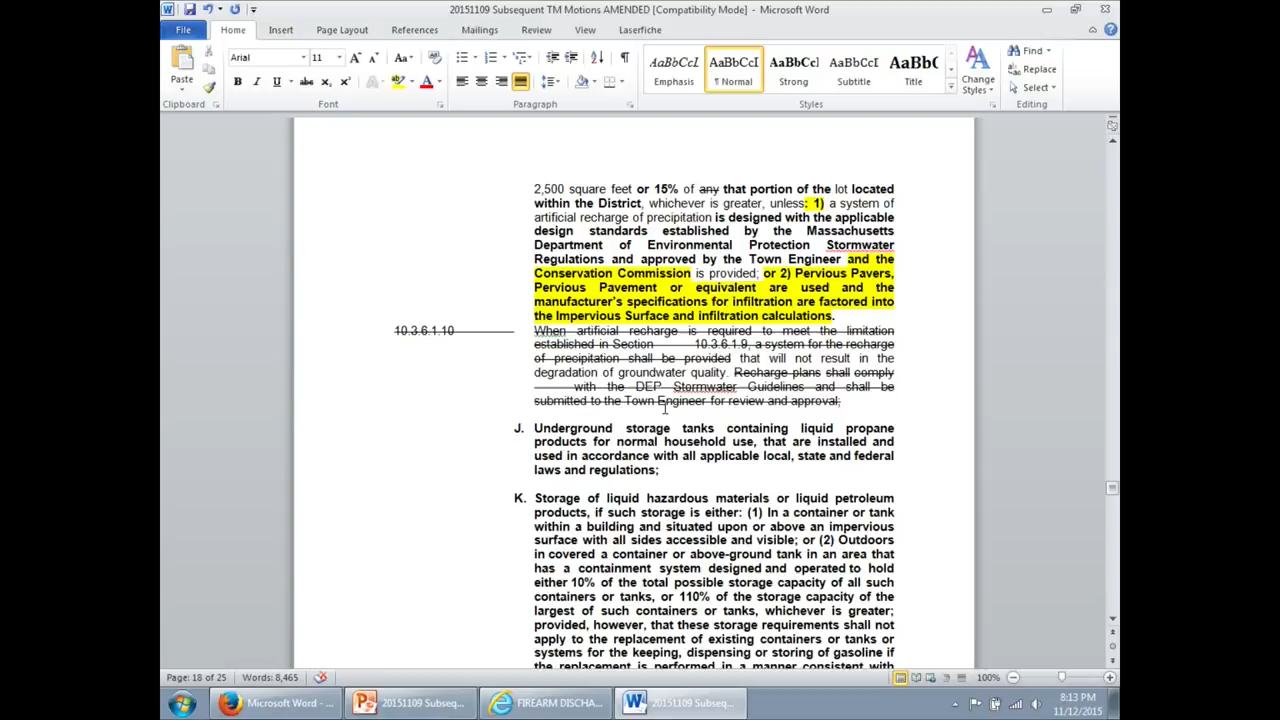 20151109 Subsequent TM Motions AMENDED [Compatibility Mode] - Microsoft Word
File Home Insert Page Layout References Mailings Review View Laserfiche
Arial 11
Paste
AaBbCcI AaBbCcI AaBbCcI AaBbCcI AaBbC
Emphasis ¶ Normal Strong Subtitle Title
Change Styles
Find
Replace
Select
Clipboard Font Paragraph Styles Editing
2,500 square feet or 15% of any that portion of the lot located
within the District, whichever is greater, unless: 1) a system of
artificial recharge of precipitation is designed with the applicable
design standards established by the Massachusetts
Department of Environmental Protection Stormwater
Regulations and approved by the Town Engineer and the
Conservation Commission is provided; or 2) Pervious Pavers,
Pervious Pavement or equivalent are used and the
manufacturer's specifications for infiltration are factored into
the Impervious Surface and infiltration calculations.
10.3.6.1.10 When artificial recharge is required to meet the limitation
established in Section 10.3.6.1.9, a system for the recharge
of precipitation shall be provided that will not result in the
degradation of groundwater quality. Recharge plans shall comply
with the DEP Stormwater Guidelines and shall be
submitted to the Town Engineer for review and approval;
J. Underground storage tanks containing liquid propane
products for normal household use, that are installed and
used in accordance with all applicable local, state and federal
laws and regulations;
K. Storage of liquid hazardous materials or liquid petroleum
products, if such storage is either: (1) In a container or tank
within a building and situated upon or above an impervious
surface with all sides accessible and visible; or (2) Outdoors
in covered a container or above-ground tank in an area that
has a containment system designed and operated to hold
either 10% of the total possible storage capacity of all such
containers or tanks, or 110% of the storage capacity of the
largest of such containers or tanks, whichever is greater;
provided, however, that these storage requirements shall not
apply to the replacement of existing containers or tanks or
systems for the keeping, dispensing or storing of gasoline if
the replacement is performed in a manner consistent with
Page: 18 of 25 Words: 8,465 100%
Microsoft Word - ... 20151109 Subseq... FIREARM DISCHA... 20151109 Subseq...
8:13 PM
11/12/2015